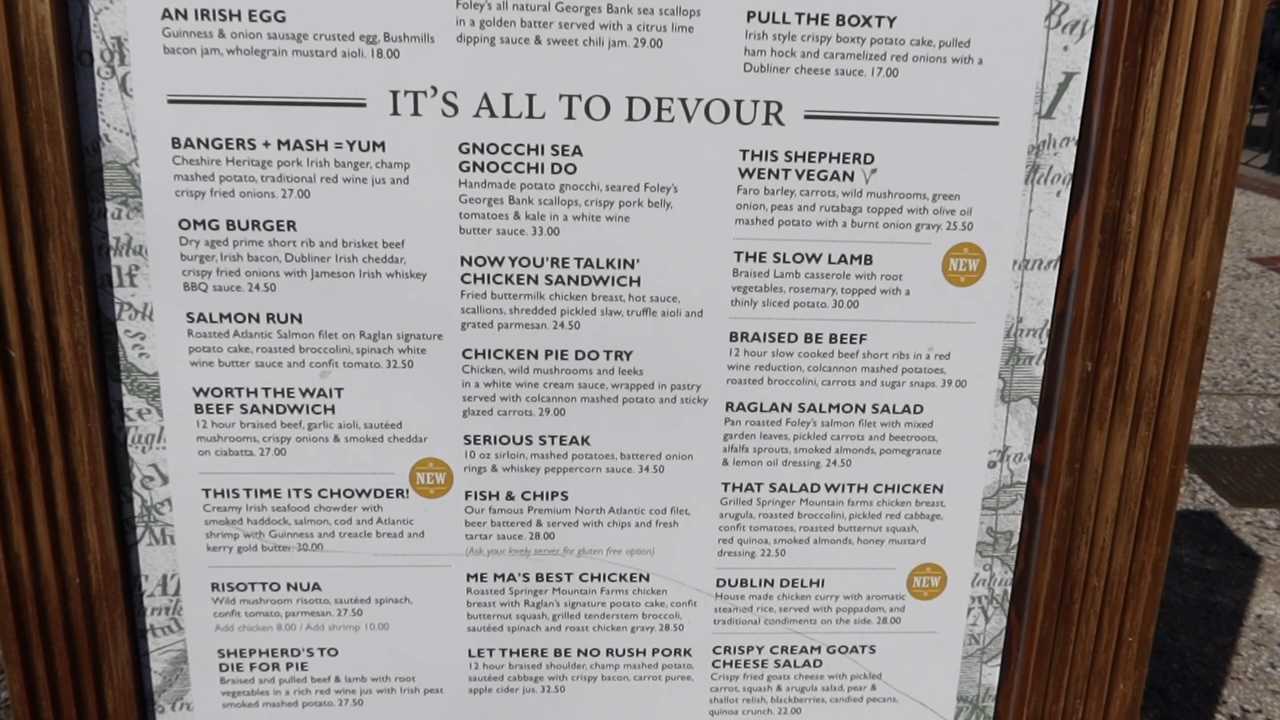 AN IRISH EGG
Guinness & onion sausage crusted egg, Bushmills
bacon jam, wholegrain mustard aioli. 18.00
Foley's all natural Georges Bank sea scallops
in a golden batter served with a citrus lime
dipping sauce & sweet chili jam. 29.00
PULL THE BOXTY
Irish style crispy boxty potato cake, pulled
ham hock and caramelized red onions with a
Dubliner cheese sauce. 17.00
IT'S ALL TO DEVOUR
BANGERS + MASH = YUM
Cheshire Heritage pork Irish banger, champ
mashed potato, traditional red wine jus and
crispy fried onions. 27.00
OMG BURGER
Dry aged prime short rib and brisket beef
burger, Irish bacon, Dubliner Irish cheddar,
crispy fried onions with Jameson Irish whiskey
BBQ sauce. 24.50
SALMON RUN
Roasted Atlantic Salmon filet on Raglan signature
potato cake, roasted broccolini, spinach white
wine butter sauce and confit tomato. 32.50
WORTH THE WAIT
BEEF SANDWICH
12 hour braised beef, garlic aioli, sautéed
mushrooms, crispy onions & smoked cheddar
on ciabatta. 27.00
NEW
THIS TIME ITS CHOWDER!
Creamy Irish seafood chowder with
smoked haddock, salmon, cod and Atlantic
shrimp with Guinness and treacle bread and
kerry gold butter. 30.00
RISOTTO NUA
Wild mushroom risotto, sautéed spinach,
confit tomato, parmesan. 27.50
Add chicken 8.00 / Add shrimp 10.00
SHEPHERD'S TO
DIE FOR PIE
Braised and pulled beef & lamb with root
vegetables in a rich red wine jus with Irish peat
smoked mashed potato. 27.50
GNOCCHI SEA
GNOCCHI DO
Handmade potato gnocchi, seared Foley's
Georges Bank scallops, crispy pork belly,
tomatoes & kale in a white wine
butter sauce. 33.00
NOW YOU'RE TALKIN'
CHICKEN SANDWICH
Fried buttermilk chicken breast, hot sauce,
scallions, shredded pickled slaw, truffle aioli and
grated parmesan. 24.50
CHICKEN PIE DO TRY
Chicken, wild mushrooms and leeks
in a white wine cream sauce, wrapped in pastry
served with colcannon mashed potato and sticky
glazed carrots. 29.00
SERIOUS STEAK
10 oz sirloin, mashed potatoes, battered onion
rings & whiskey peppercorn sauce. 34.50
FISH & CHIPS
Our famous Premium North Atlantic cod filet,
beer battered & served with chips and fresh
tartar sauce. 28.00
(Ask your lovely server for gluten free option)
ME MA'S BEST CHICKEN
Roasted Springer Mountain Farms chicken
breast with Raglan's signature potato cake, confit
butternut squash, grilled tenderstem broccoli,
sautéed spinach and roast chicken gravy. 28.50
LET THERE BE NO RUSH PORK
12 hour braised shoulder, champ mashed potato,
sautéed cabbage with crispy bacon, carrot puree,
apple cider jus. 32.50
THIS SHEPHERD
WENT VEGAN
Faro barley, carrots, wild mushrooms, green
onion, peas and rutabaga topped with olive oil
mashed potato with a burnt onion gravy. 25.50
THE SLOW LAMB
NEW
Braised Lamb casserole with root
vegetables, rosemary, topped with a
thinly sliced potato. 30.00
BRAISED BE BEEF
12 hour slow cooked beef short ribs in a red
wine reduction, colcannon mashed potatoes,
roasted broccolini, carrots and sugar snaps. 39.00
RAGLAN SALMON SALAD
Pan roasted Foley's salmon filet with mixed
garden leaves, pickled carrots and beetroots,
alfalfa sprouts, smoked almonds, pomegranate
& lemon oil dressing. 24.50
THAT SALAD WITH CHICKEN
Grilled Springer Mountain farms chicken breast,
arugula, roasted broccolini, pickled red cabbage,
confit tomatoes, roasted butternut squash,
red quinoa, smoked almonds, honey mustard
dressing. 22.50
DUBLIN DELHI
NEW
House made chicken curry with aromatic
steamed rice, served with poppadom, and
traditional condiments on the side. 28.00
CRISPY CREAM GOATS
CHEESE SALAD
Crispy fried goats cheese with pickled
carrot, squash & arugula salad, pear &
shallot relish, blackberries, candied pecans,
quinoa crunch. 22.00